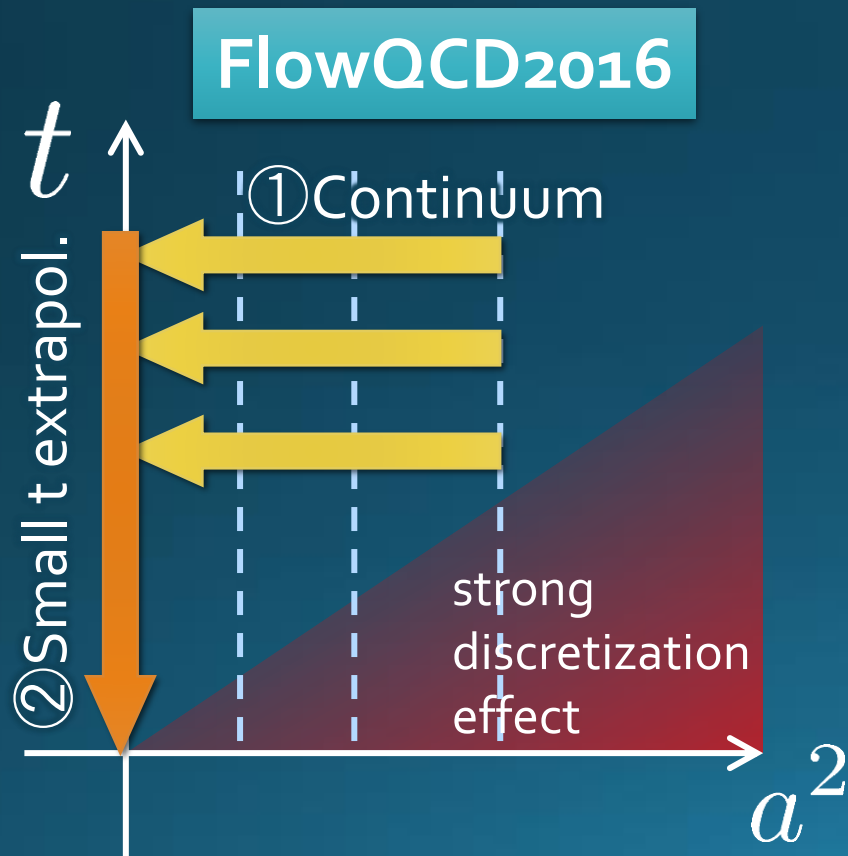 FlowQCD2016
t
①Continuum
②Small t extrapol.
strong
discretization
effect
a²